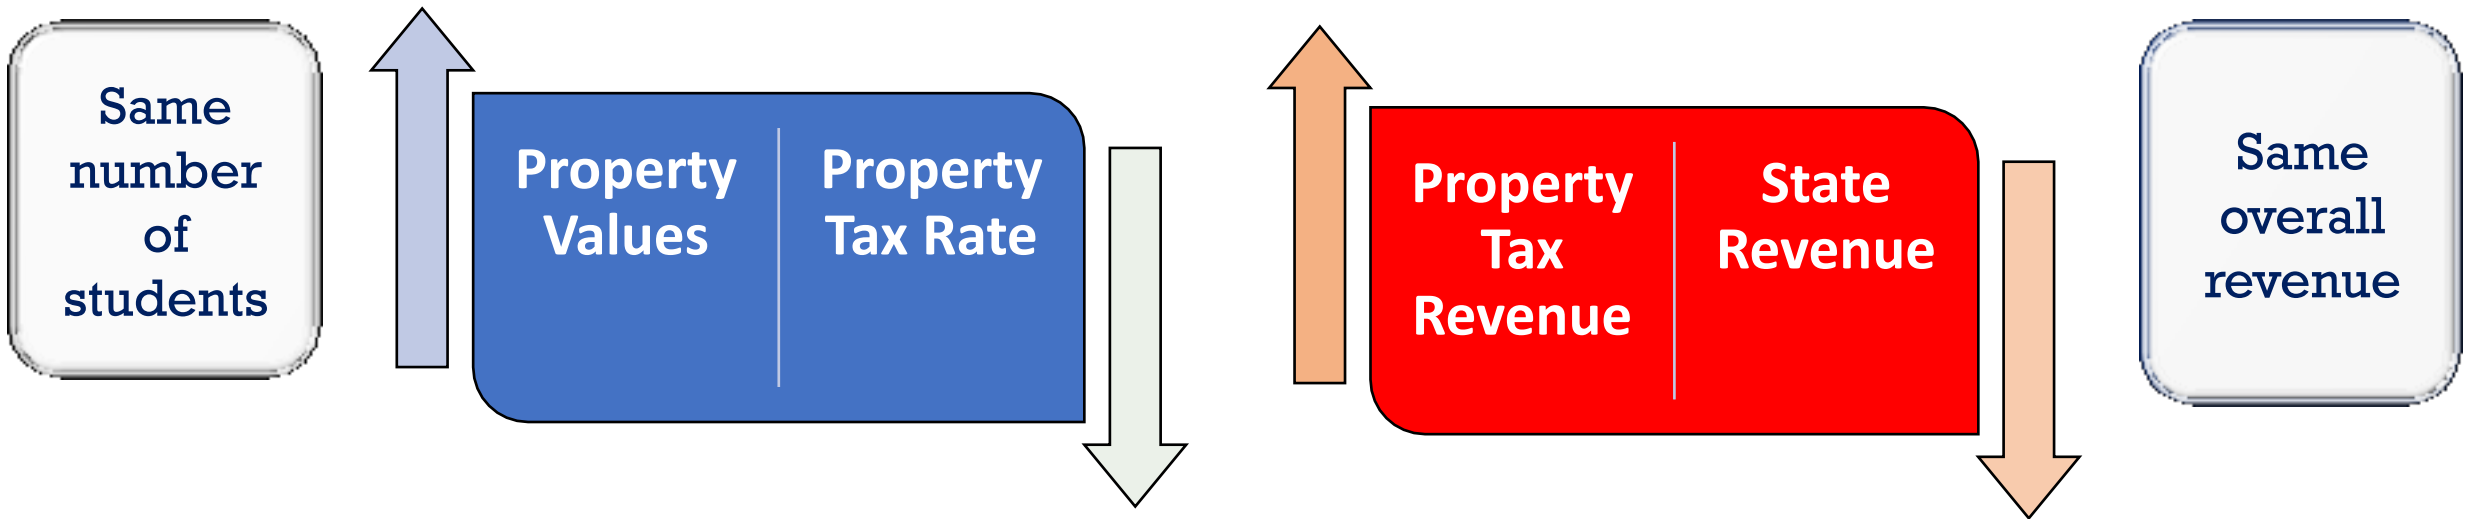 Same
number
of
students
Property
Values
Property
Tax Rate
Property
Tax
Revenue
State
Revenue
Same
overall
revenue